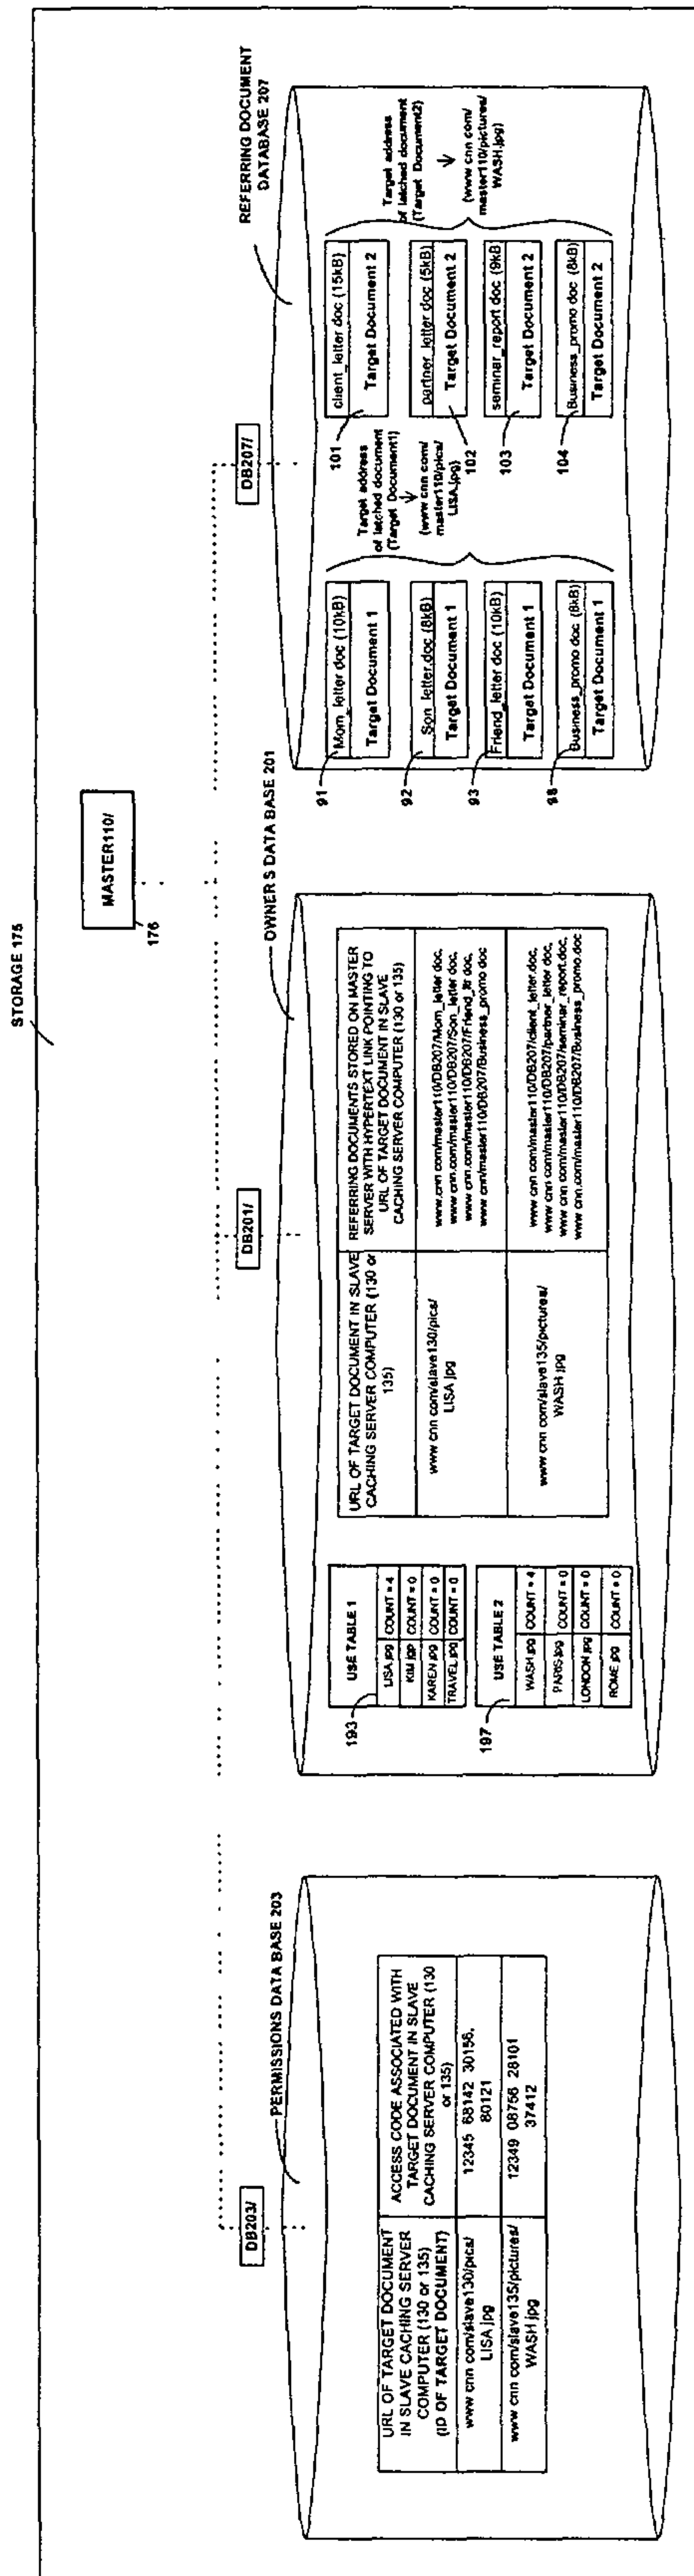 STORAGE 175
MASTER110/
176
DB203/
PERMISSIONS DATA BASE 203
URL OF TARGET DOCUMENT
IN SLAVE CACHING SERVER
COMPUTER (130 or 135)
(ID OF TARGET DOCUMENT)
ACCESS CODE ASSOCIATED WITH
TARGET DOCUMENT IN SLAVE
CACHING SERVER COMPUTER (130
or 135)
www cnn com/slave130/pics/
LISA jpg
12345 68142 30156,
80121
www cnn com/slave135/pictures/
WASH jpg
12349 08756 28101
37412
DB201/
OWNER S DATA BASE 201
193
USE TABLE 1
LISA.jpg COUNT = 4
KIM jgp COUNT = 0
KAREN jpg COUNT = 0
TRAVEL.jpg COUNT = 0
197
USE TABLE 2
WASH jpg COUNT = 4
PARIS jpg COUNT = 0
LONDON jpg COUNT = 0
ROME jpg COUNT = 0
URL OF TARGET DOCUMENT IN SLAVE
CACHING SERVER COMPUTER (130 or
135)
REFERRING DOCUMENTS STORED ON MASTER
SERVER WITH HYPERTEXT LINK POINTING TO
URL OF TARGET DOCUMENT IN SLAVE
CACHING SERVER COMPUTER (130 or 135)
www cnn com/slave130/pics/
LISA jpg
www.cnn com/master110/DB207/Mom_letter doc,
www cnn.com/master110/DB207/Son_letter doc,
www cnn.com/master110/DB207/Friend_ltr doc,
www cnn/master110/DB207/Business_promo doc
www cnn com/slave135/pictures/
WASH jpg
www cnn com/master110/DB207/client_letter.doc,
www cnn com/master110/DB207/partner_letter doc,
www cnn com/master110/DB207/seminar_report.doc,
www cnn.com/master110/DB207/Business_promo.doc
DB207/
REFERRING DOCUMENT
DATABASE 207
91
Mom_letter doc (10kB)
Target Document 1
92
Son_letter.doc (8kB)
Target Document 1
93
Friend_letter doc (10kB)
Target Document 1
98
Business_promo doc (8kB)
Target Document 1
Target address
of latched document
(Target Document1)
(www cnn com/
master110/pics/
LISA.jpg)
101
client_letter doc (15kB)
Target Document 2
102
partner_letter doc (5kB)
Target Document 2
103
seminar_report doc (9kB)
Target Document 2
104
Business_promo doc (8kB)
Target Document 2
Target address
of latched document
(Target Document2)
(www cnn com/
master110/pictures/
WASH.jpg)